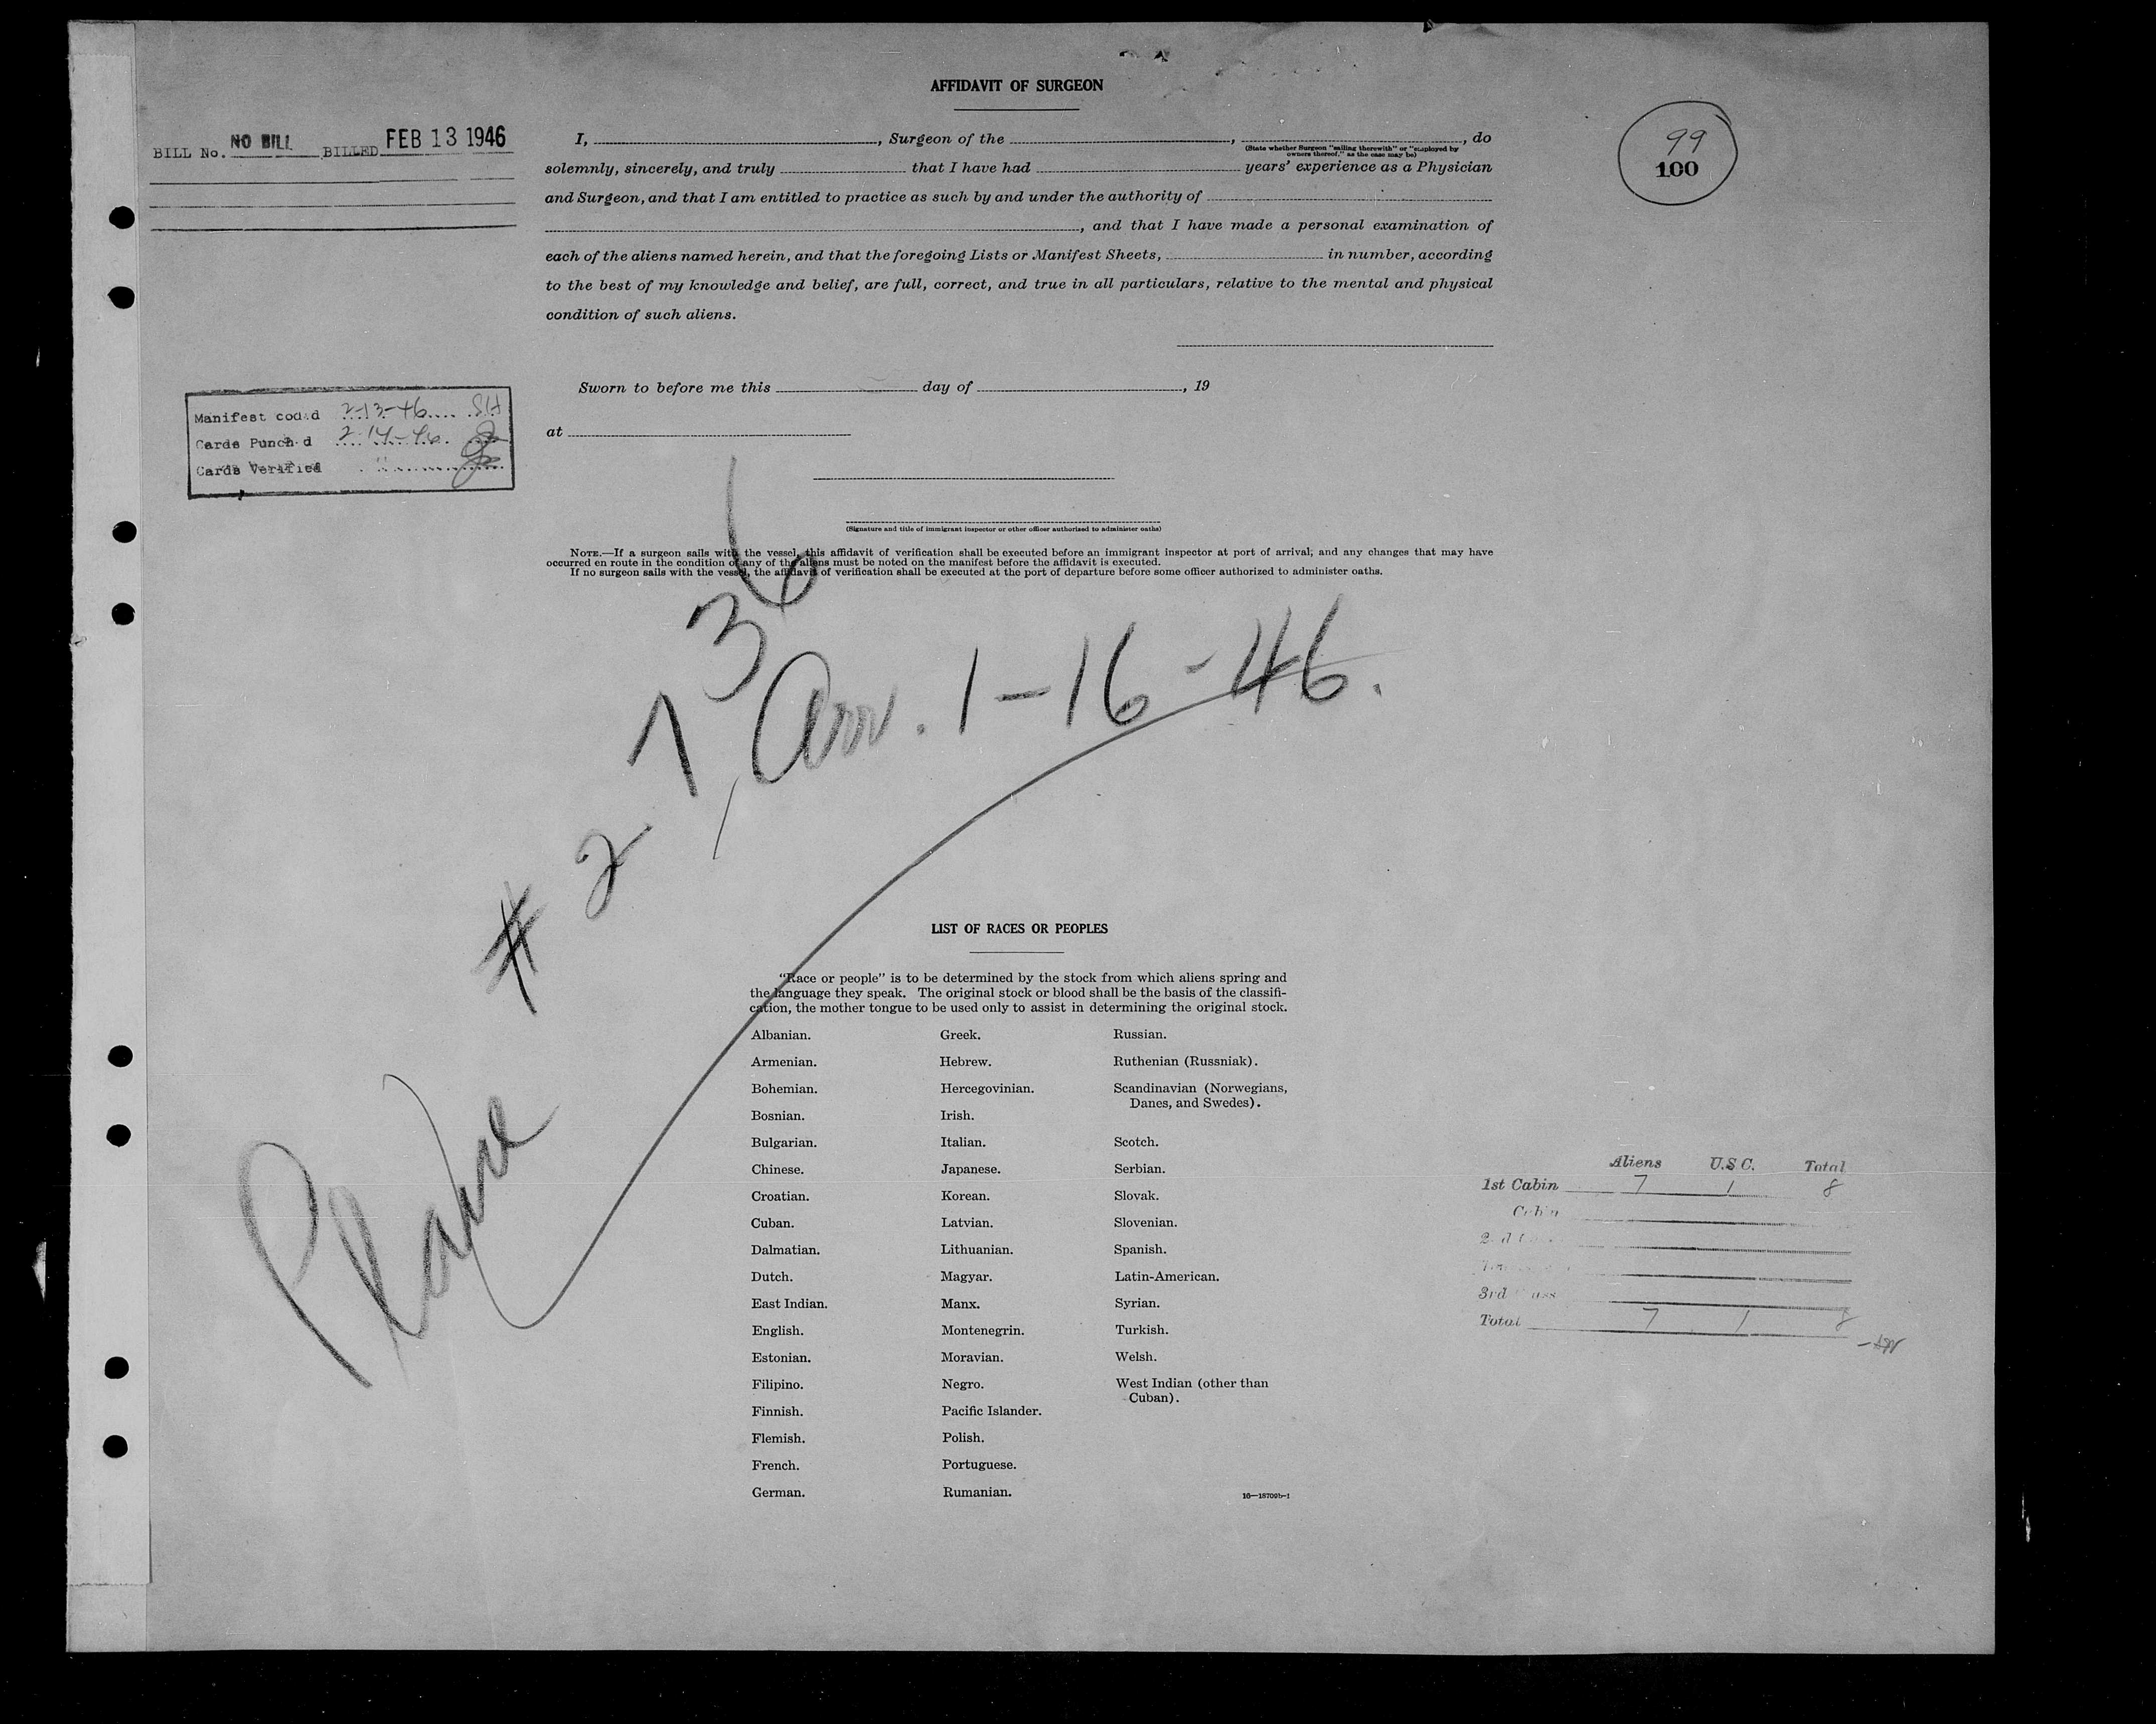 AFFIDAVIT OF SURGEON
BILL No. NO BILL BILLED FEB 13 1946
99
100
I, , Surgeon of the , , do
(State whether Surgeon "sailing therewith" or "employed by
owners thereof," as the case may be)
solemnly, sincerely, and truly that I have had years' experience as a Physician
and Surgeon, and that I am entitled to practice as such by and under the authority of
, and that I have made a personal examination of
each of the aliens named herein, and that the foregoing Lists or Manifest Sheets, in number, according
to the best of my knowledge and belief, are full, correct, and true in all particulars, relative to the mental and physical
condition of such aliens.
Sworn to before me this day of , 19
at
Manifest coded 2-13-46 SH
Cards Punch d 2-14-46
Cards Verified "
(Signature and title of immigrant inspector or other officer authorized to administer oaths)
NOTE.—If a surgeon sails with the vessel, this affidavit of verification shall be executed before an immigrant inspector at port of arrival; and any changes that may have
occurred en route in the condition of any of the aliens must be noted on the manifest before the affidavit is executed.
If no surgeon sails with the vessel, the affidavit of verification shall be executed at the port of departure before some officer authorized to administer oaths.
Plane # 2736
Arr. 1-16-46.
LIST OF RACES OR PEOPLES
"Race or people" is to be determined by the stock from which aliens spring and
the language they speak. The original stock or blood shall be the basis of the classifi-
cation, the mother tongue to be used only to assist in determining the original stock.
Albanian.
Armenian.
Bohemian.
Bosnian.
Bulgarian.
Chinese.
Croatian.
Cuban.
Dalmatian.
Dutch.
East Indian.
English.
Estonian.
Filipino.
Finnish.
Flemish.
French.
German.
Greek.
Hebrew.
Hercegovinian.
Irish.
Italian.
Japanese.
Korean.
Latvian.
Lithuanian.
Magyar.
Manx.
Montenegrin.
Moravian.
Negro.
Pacific Islander.
Polish.
Portuguese.
Rumanian.
Russian.
Ruthenian (Russniak).
Scandinavian (Norwegians,
Danes, and Swedes).
Scotch.
Serbian.
Slovak.
Slovenian.
Spanish.
Latin-American.
Syrian.
Turkish.
Welsh.
West Indian (other than
Cuban).
16—18709b-1
Aliens U.S.C. Total
1st Cabin 7 1 8
Cabin
3rd
Total 7 1 8